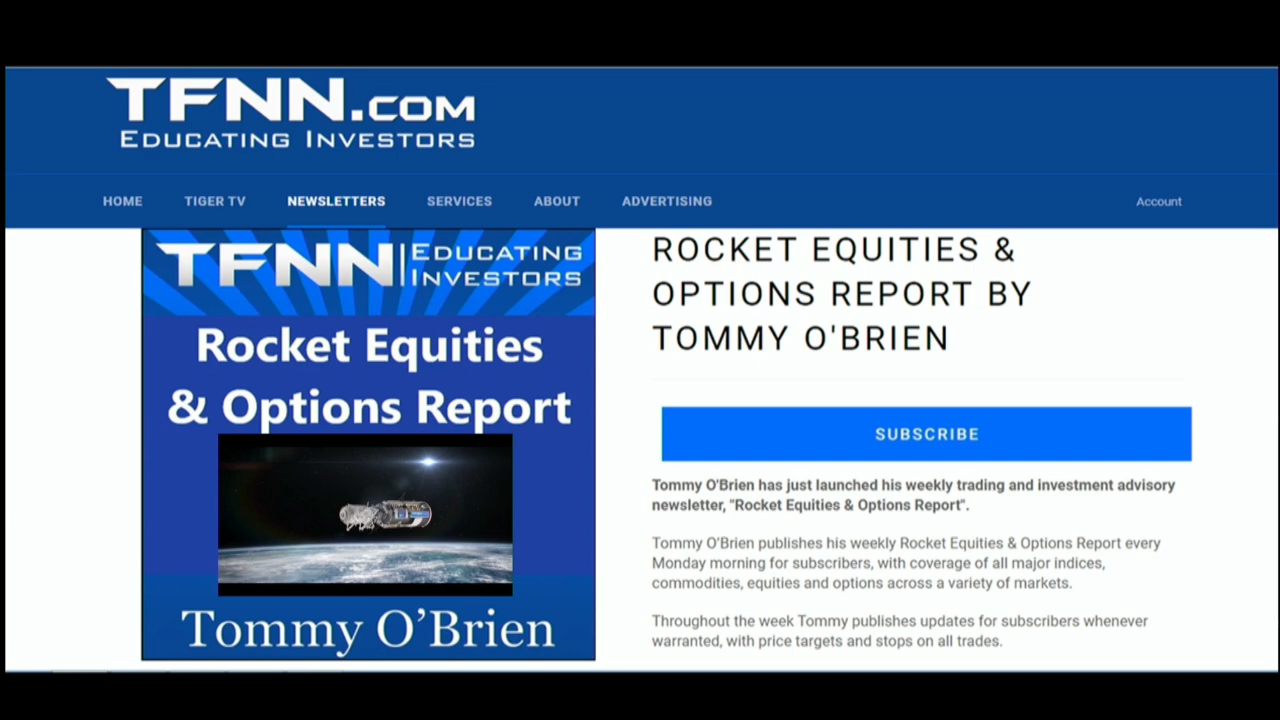 TFNN.COM
EDUCATING INVESTORS
HOME TIGER TV NEWSLETTERS SERVICES ABOUT ADVERTISING Account
TFNN EDUCATING
INVESTORS
Rocket Equities
& Options Report
Tommy O’Brien
ROCKET EQUITIES &
OPTIONS REPORT BY
TOMMY O'BRIEN
SUBSCRIBE
Tommy O'Brien has just launched his weekly trading and investment advisory
newsletter, "Rocket Equities & Options Report".
Tommy O’Brien publishes his weekly Rocket Equities & Options Report every
Monday morning for subscribers, with coverage of all major indices,
commodities, equities and options across a variety of markets.
Throughout the week Tommy publishes updates for subscribers whenever
warranted, with price targets and stops on all trades.